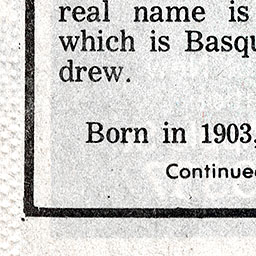 real name is
which is Basqu
drew.
Born in 1903,
Continue